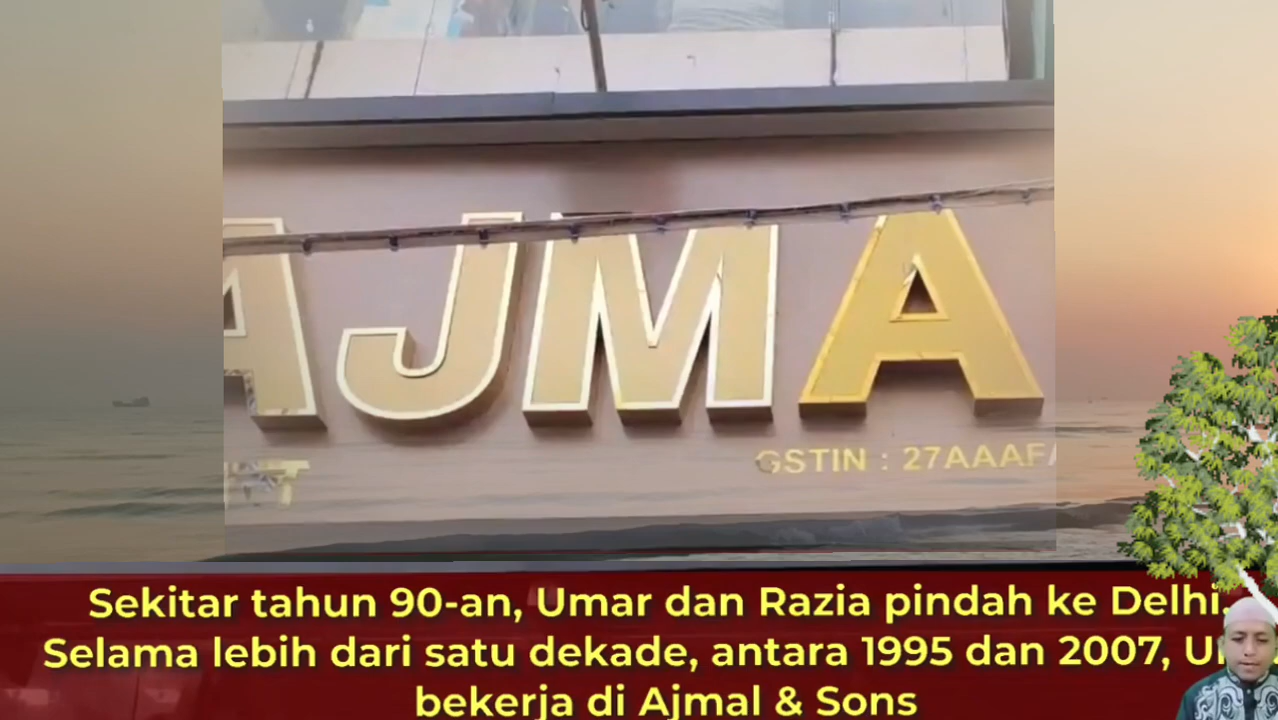 AJMA
GSTIN : 27AAAFA
Sekitar tahun 90-an, Umar dan Razia pindah ke Delhi.
Selama lebih dari satu dekade, antara 1995 dan 2007,
bekerja di Ajmal & Sons